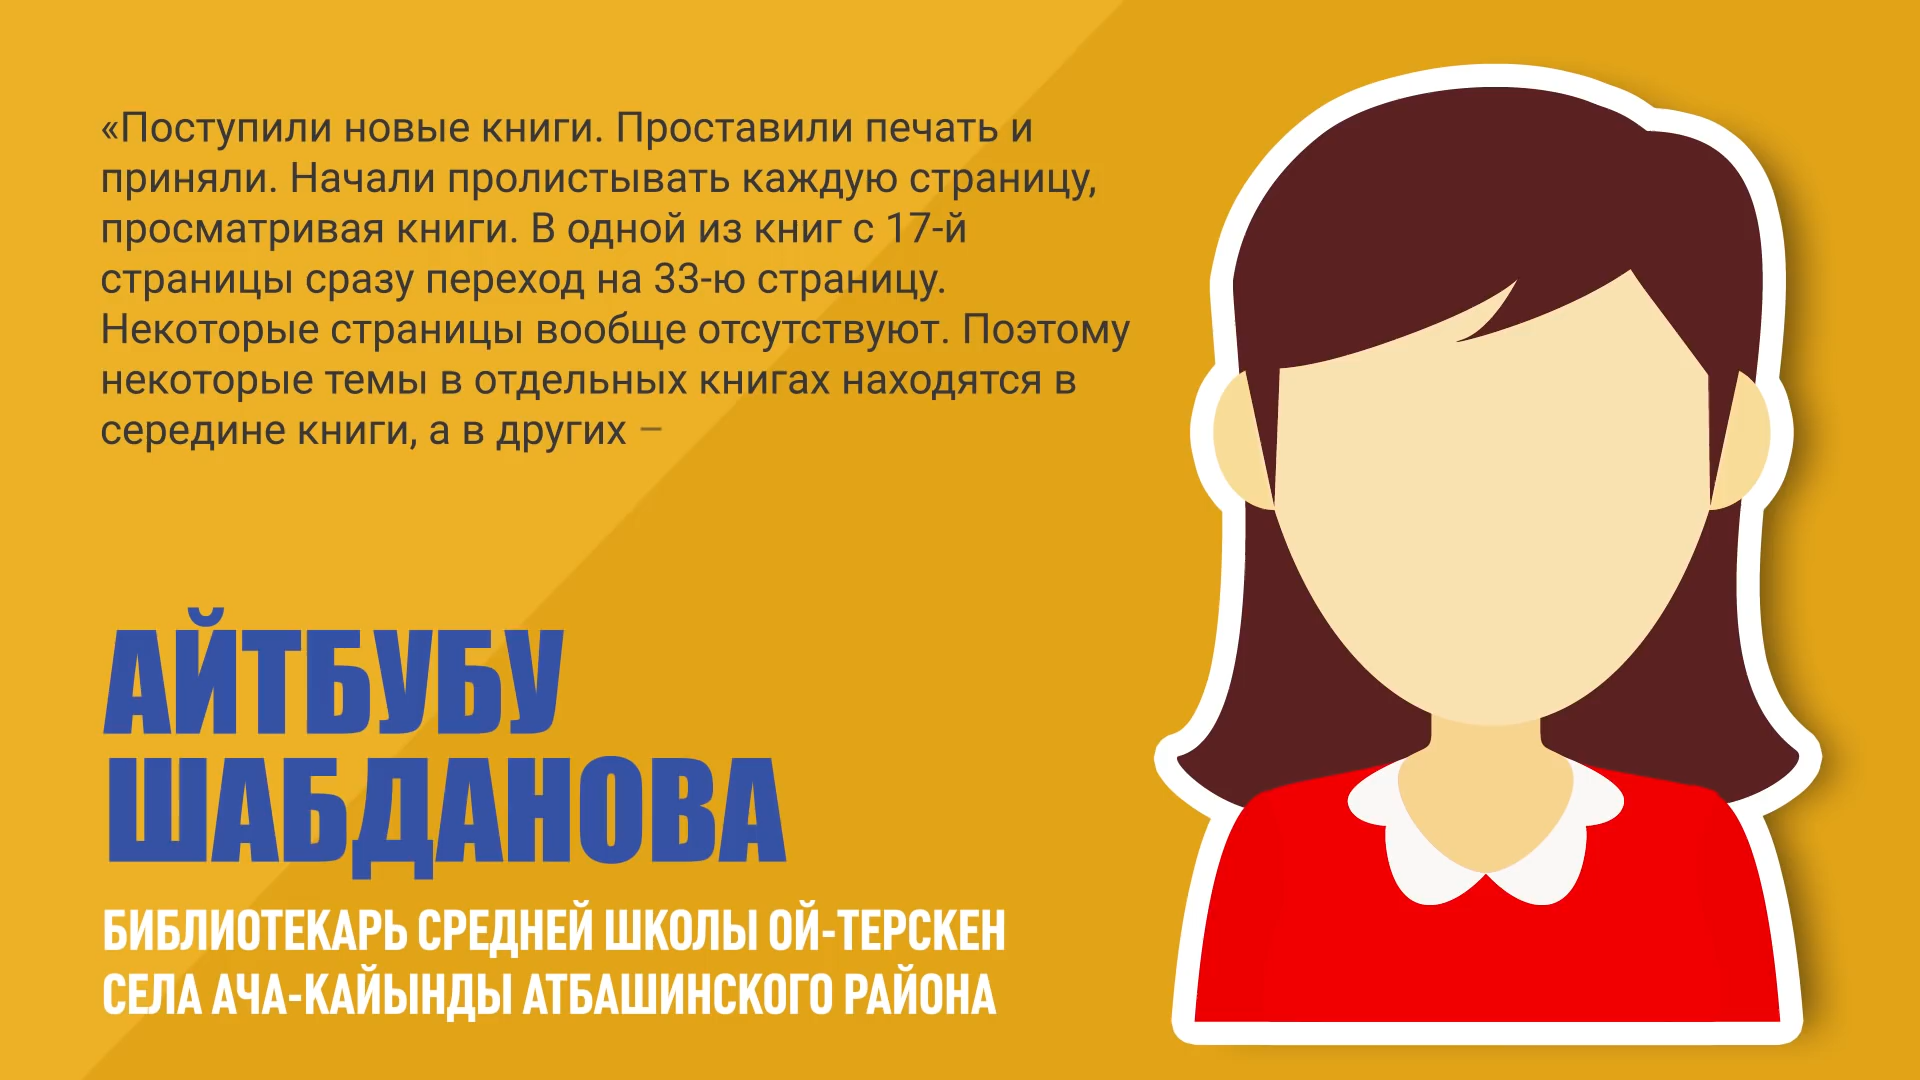 «Поступили новые книги. Проставили печать и
приняли. Начали пролистывать каждую страницу,
просматривая книги. В одной из книг с 17-й
страницы сразу переход на 33-ю страницу.
Некоторые страницы вообще отсутствуют. Поэтому
некоторые темы в отдельных книгах находятся в
середине книги, а в других –
АЙТБУБУ
ШАБДАНОВА
БИБЛИОТЕКАРЬ СРЕДНЕЙ ШКОЛЫ ОЙ-ТЕРСКЕН
СЕЛА АЧА-КАЙЫНДЫ АТБАШИНСКОГО РАЙОНА